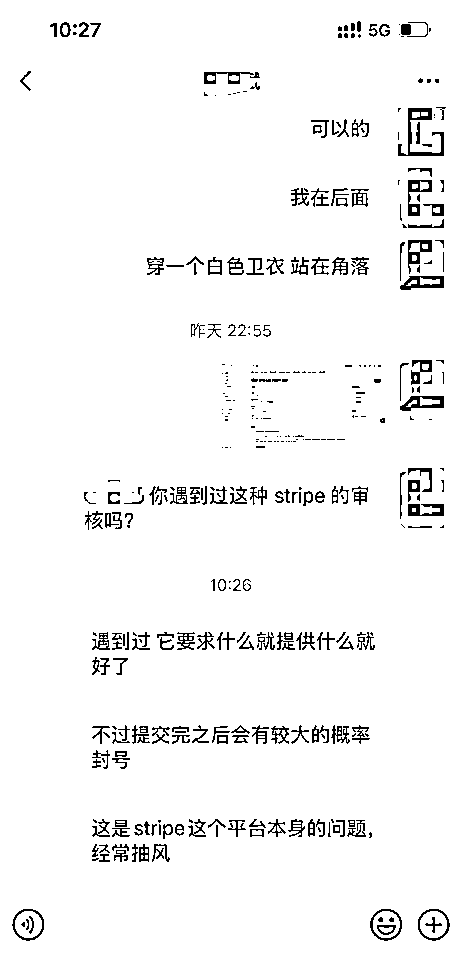 10:27
5G
可以的
我在后面
穿一个白色卫衣 站在角落
昨天 22:55
你遇到过这种 stripe 的审
核吗?
10:26
遇到过 它要求什么就提供什么就
好了
不过提交完之后会有较大的概率
封号
这是stripe这个平台本身的问题,
经常抽风